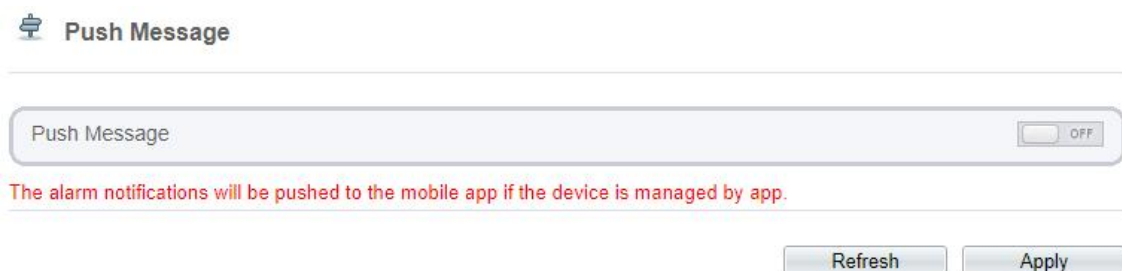 Push Message
Push Message OFF
The alarm notifications will be pushed to the mobile app if the device is managed by app.
Refresh Apply